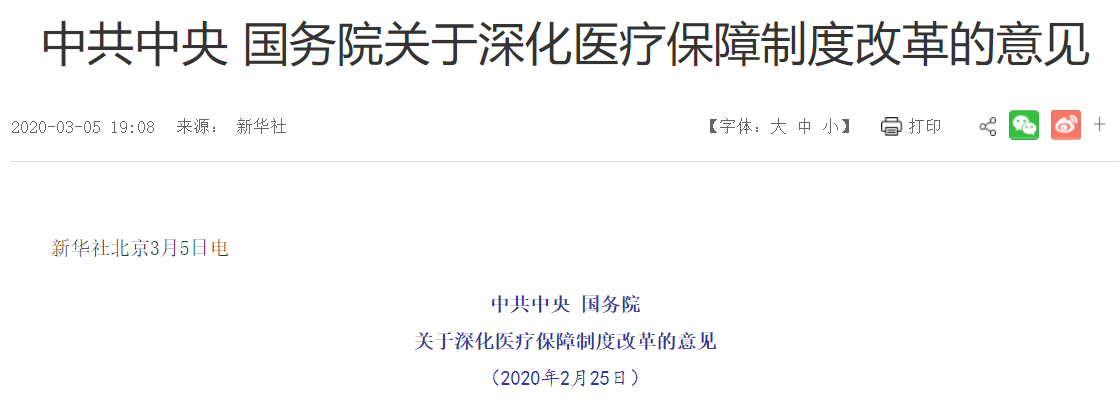 中共中央 国务院关于深化医疗保障制度改革的意见
2020-03-05 19:08 来源： 新华社 【字体：大 中 小】 打印 +
新华社北京3月5日电
中共中央 国务院
关于深化医疗保障制度改革的意见
（2020年2月25日）